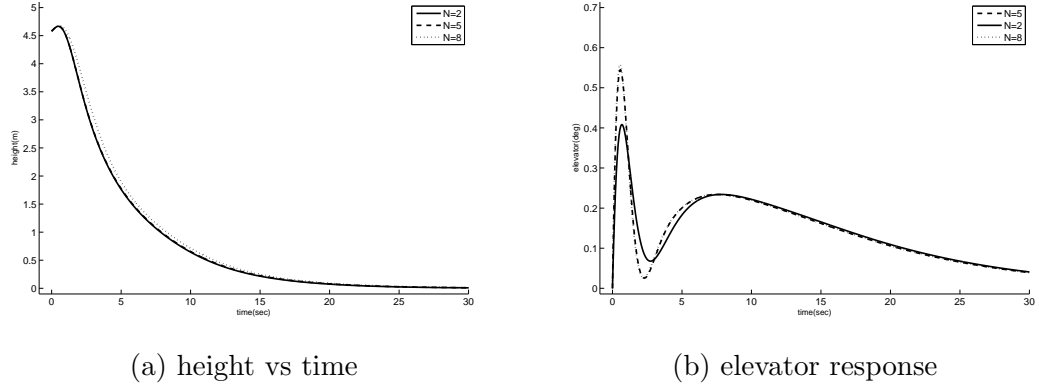 5
4.5
4
3.5
3
2.5
2
1.5
1
0.5
0
height(m)
0 5 10 15 20 25 30
time(sec)
N=2
N=5
N=8
(a) height vs time
0.7
0.6
0.5
0.4
0.3
0.2
0.1
0
elevator(deg)
0 5 10 15 20 25 30
time(sec)
N=5
N=2
N=8
(b) elevator response